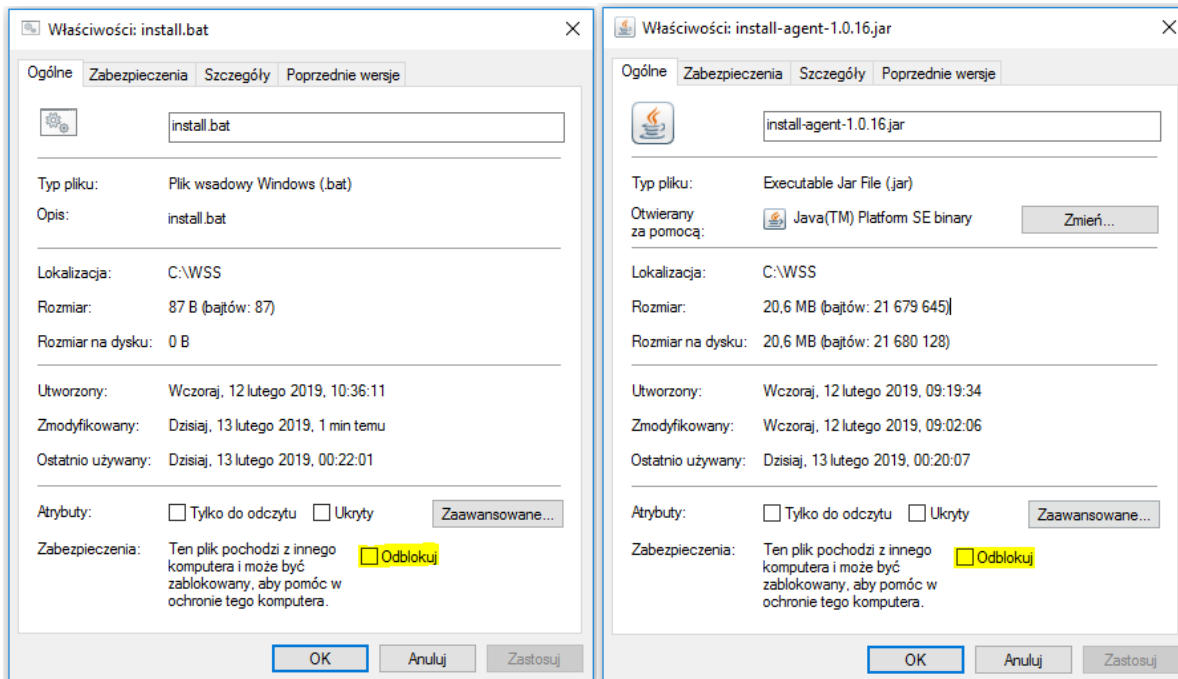 Właściwości: install.bat
Ogólne Zabezpieczenia Szczegóły Poprzednie wersje
install.bat
Typ pliku: Plik wsadowy Windows (.bat)
Opis: install.bat
Lokalizacja: C:\WSS
Rozmiar: 87 B (bajtów: 87)
Rozmiar na dysku: 0 B
Utworzony: Wczoraj, 12 lutego 2019, 10:36:11
Zmodyfikowany: Dzisiaj, 13 lutego 2019, 1 min temu
Ostatnio używany: Dzisiaj, 13 lutego 2019, 00:22:01
Atrybuty: Tylko do odczytu Ukryty Zaawansowane...
Zabezpieczenia: Ten plik pochodzi z innego Odblokuj
komputera i może być
zablokowany, aby pomóc w
ochronie tego komputera.
OK Anuluj Zastosuj
Właściwości: install-agent-1.0.16.jar
Ogólne Zabezpieczenia Szczegóły Poprzednie wersje
install-agent-1.0.16.jar
Typ pliku: Executable Jar File (.jar)
Otwierany
za pomocą: Java(TM) Platform SE binary Zmień...
Lokalizacja: C:\WSS
Rozmiar: 20,6 MB (bajtów: 21 679 645)
Rozmiar na dysku: 20,6 MB (bajtów: 21 680 128)
Utworzony: Wczoraj, 12 lutego 2019, 09:19:34
Zmodyfikowany: Wczoraj, 12 lutego 2019, 09:02:06
Ostatnio używany: Dzisiaj, 13 lutego 2019, 00:20:07
Atrybuty: Tylko do odczytu Ukryty Zaawansowane...
Zabezpieczenia: Ten plik pochodzi z innego Odblokuj
komputera i może być
zablokowany, aby pomóc w
ochronie tego komputera.
OK Anuluj Zastosuj